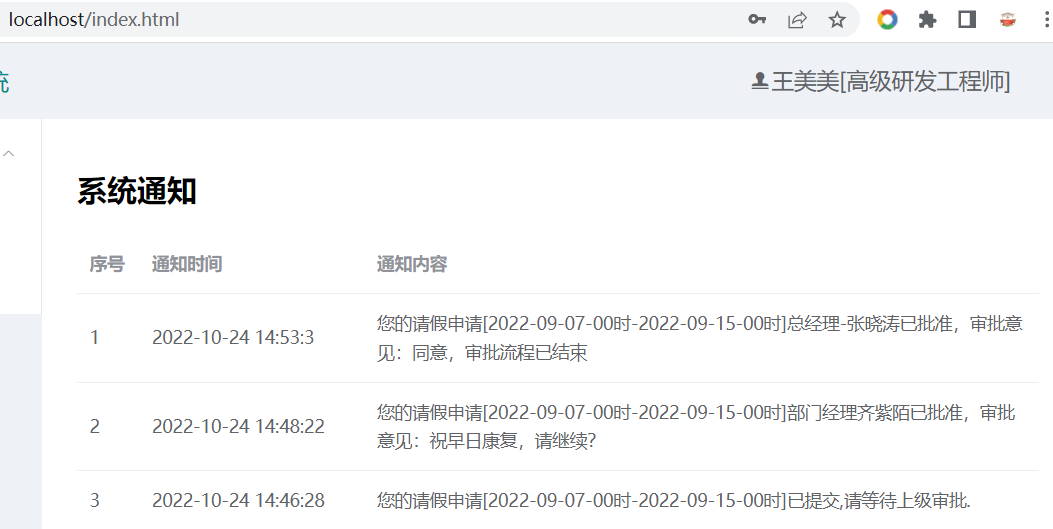 localhost/index.html
统
王美美[高级研发工程师]
系统通知
序号 通知时间 通知内容
1 2022-10-24 14:53:3 您的请假申请[2022-09-07-00时-2022-09-15-00时]总经理-张晓涛已批准，审批意
见：同意，审批流程已结束
2 2022-10-24 14:48:22 您的请假申请[2022-09-07-00时-2022-09-15-00时]部门经理齐紫陌已批准，审批
意见：祝早日康复，请继续?
3 2022-10-24 14:46:28 您的请假申请[2022-09-07-00时-2022-09-15-00时]已提交,请等待上级审批.